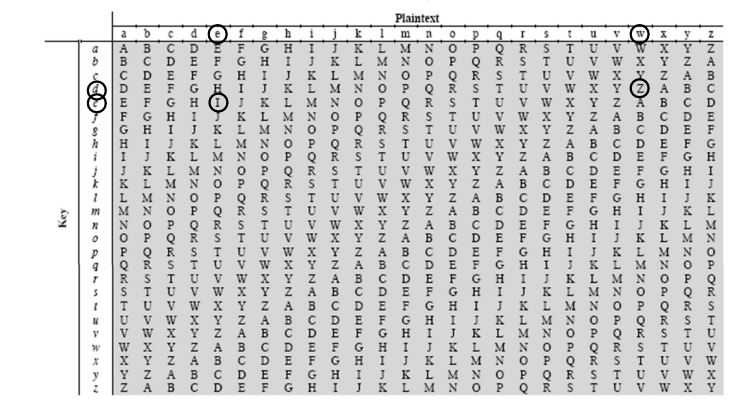 Plaintext
a b c d e f g h i j k l m n o p q r s t u v w x y z
a A B C D E F G H I J K L M N O P Q R S T U V W X Y Z
b B C D E F G H I J K L M N O P Q R S T U V W X Y Z A
c C D E F G H I J K L M N O P Q R S T U V W X Y Z A B
d D E F G H I J K L M N O P Q R S T U V W X Y Z A B C
e E F G H I J K L M N O P Q R S T U V W X Y Z A B C D
f F G H I J K L M N O P Q R S T U V W X Y Z A B C D E
g G H I J K L M N O P Q R S T U V W X Y Z A B C D E F
h H I J K L M N O P Q R S T U V W X Y Z A B C D E F G
i I J K L M N O P Q R S T U V W X Y Z A B C D E F G H
j J K L M N O P Q R S T U V W X Y Z A B C D E F G H I
k K L M N O P Q R S T U V W X Y Z A B C D E F G H I J
l L M N O P Q R S T U V W X Y Z A B C D E F G H I J K
Key m M N O P Q R S T U V W X Y Z A B C D E F G H I J K L
n N O P Q R S T U V W X Y Z A B C D E F G H I J K L M
o O P Q R S T U V W X Y Z A B C D E F G H I J K L M N
p P Q R S T U V W X Y Z A B C D E F G H I J K L M N O
q Q R S T U V W X Y Z A B C D E F G H I J K L M N O P
r R S T U V W X Y Z A B C D E F G H I J K L M N O P Q
s S T U V W X Y Z A B C D E F G H I J K L M N O P Q R
t T U V W X Y Z A B C D E F G H I J K L M N O P Q R S
u U V W X Y Z A B C D E F G H I J K L M N O P Q R S T
v V W X Y Z A B C D E F G H I J K L M N O P Q R S T U
w W X Y Z A B C D E F G H I J K L M N O P Q R S T U V
x X Y Z A B C D E F G H I J K L M N O P Q R S T U V W
y Y Z A B C D E F G H I J K L M N O P Q R S T U V W X
z Z A B C D E F G H I J K L M N O P Q R S T U V W X Y